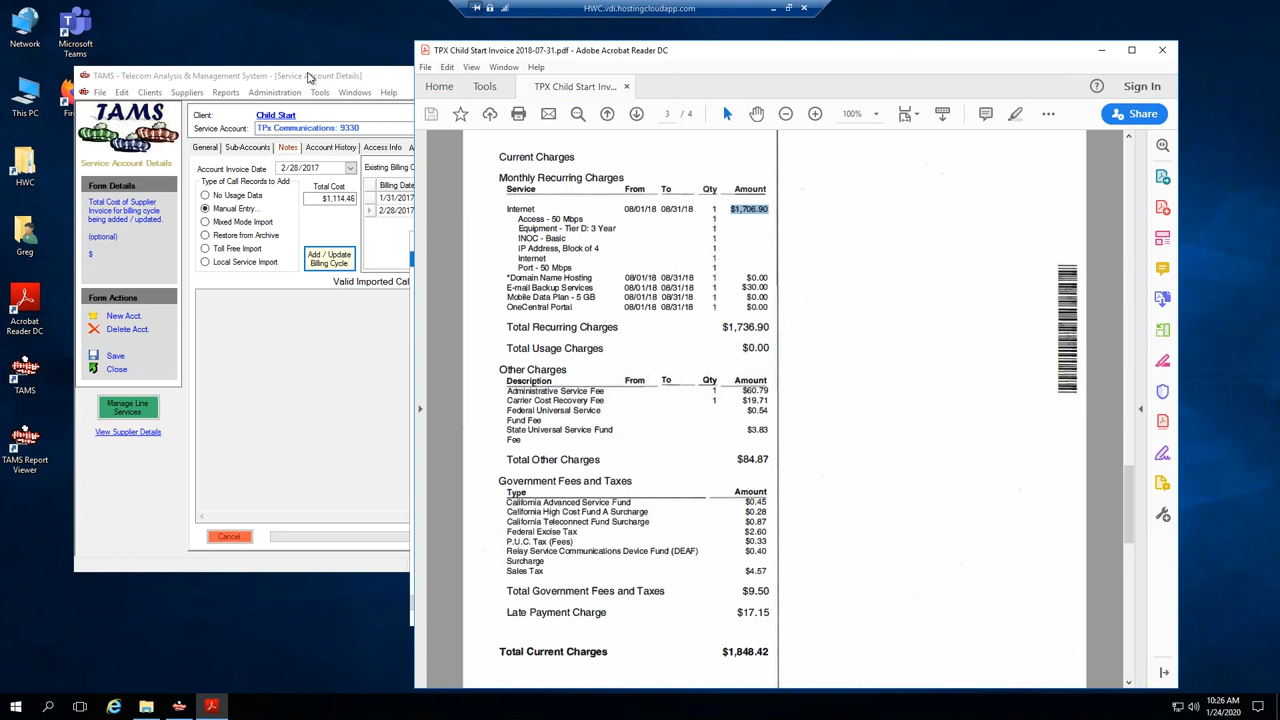 HWC.vdi.hostingcloudapp.com
Network
Microsoft
Teams
This PC
HWC
Greg
Acrobat
Reader DC
TAMS
TAMS Report
Viewer
TAMS - Telecom Analysis & Management System - [Service Account Details]
File Edit Clients Suppliers Reports Administration Tools Windows Help
TAMS
Service Account Details
Form Details
Total Cost of Supplier
Invoice for billing cycle
being added / updated.
(optional)
$
Form Actions
New Acct.
Delete Acct.
Save
Close
Manage Line
Services
View Supplier Details
Client: Child Start
Service Account: TPx Communications: 9330
General Sub-Accounts Notes Account History Access Info A
Account Invoice Date 2/28/2017 Existing Billing C
Type of Call Records to Add
No Usage Data
Manual Entry...
Mixed Mode Import
Restore from Archive
Toll Free Import
Local Service Import
Total Cost
$1,114.46
Add / Update
Billing Cycle
Billing Date
1/31/2017
2/28/2017
Valid Imported Cal
Cancel
TPX Child Start Invoice 2018-07-31.pdf - Adobe Acrobat Reader DC
File Edit View Window Help
Home Tools TPX Child Start Inv... × Sign In
3 / 4 100% Share
Current Charges
Monthly Recurring Charges
Service From To Qty Amount
Internet 08/01/18 08/31/18 1 $1,706.90
Access - 50 Mbps 1
Equipment - Tier D: 3 Year 1
INOC - Basic 1
IP Address, Block of 4 1
Internet 1
Port - 50 Mbps 1
*Domain Name Hosting 08/01/18 08/31/18 1 $0.00
E-mail Backup Services 08/01/18 08/31/18 1 $30.00
Mobile Data Plan - 5 GB 08/01/18 08/31/18 1 $0.00
OneCentral Portal 08/01/18 08/31/18 1 $0.00
Total Recurring Charges $1,736.90
Total Usage Charges $0.00
Other Charges
Description From To Qty Amount
Administrative Service Fee 1 $60.79
Carrier Cost Recovery Fee 1 $19.71
Federal Universal Service $0.54
Fund Fee
State Universal Service Fund $3.83
Fee
Total Other Charges $84.87
Government Fees and Taxes
Type Amount
California Advanced Service Fund $0.45
California High Cost Fund A Surcharge $0.28
California Teleconnect Fund Surcharge $0.87
Federal Excise Tax $2.60
P.U.C. Tax (Fees) $0.33
Relay Service Communications Device Fund (DEAF) $0.40
Surcharge
Sales Tax $4.57
Total Government Fees and Taxes $9.50
Late Payment Charge $17.15
Total Current Charges $1,848.42
10:26 AM
1/24/2020